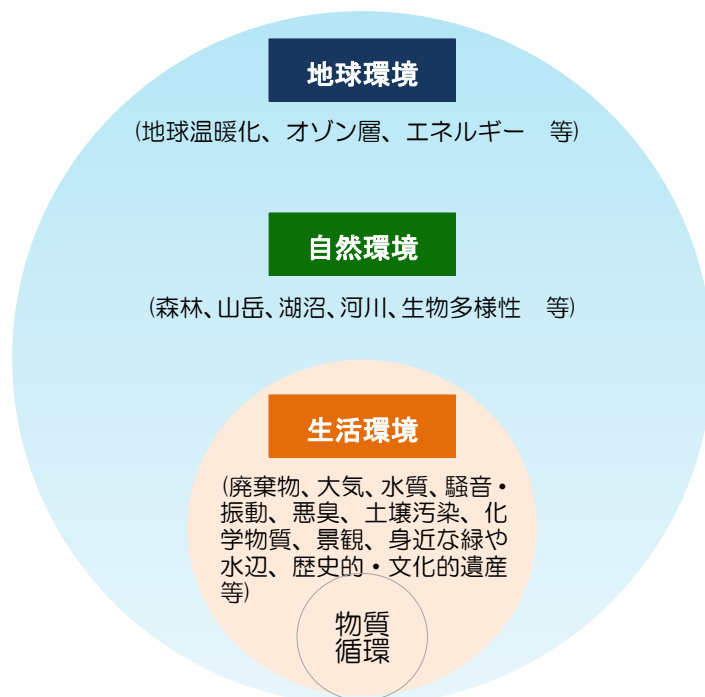 地球環境
(地球温暖化、オゾン層、エネルギー　等)
自然環境
(森林、山岳、湖沼、河川、生物多様性　等)
生活環境
(廃棄物、大気、水質、騒音・
振動、悪臭、土壌汚染、化
学物質、景観、身近な緑や
水辺、歴史的・文化的遺産
等)
物質
循環